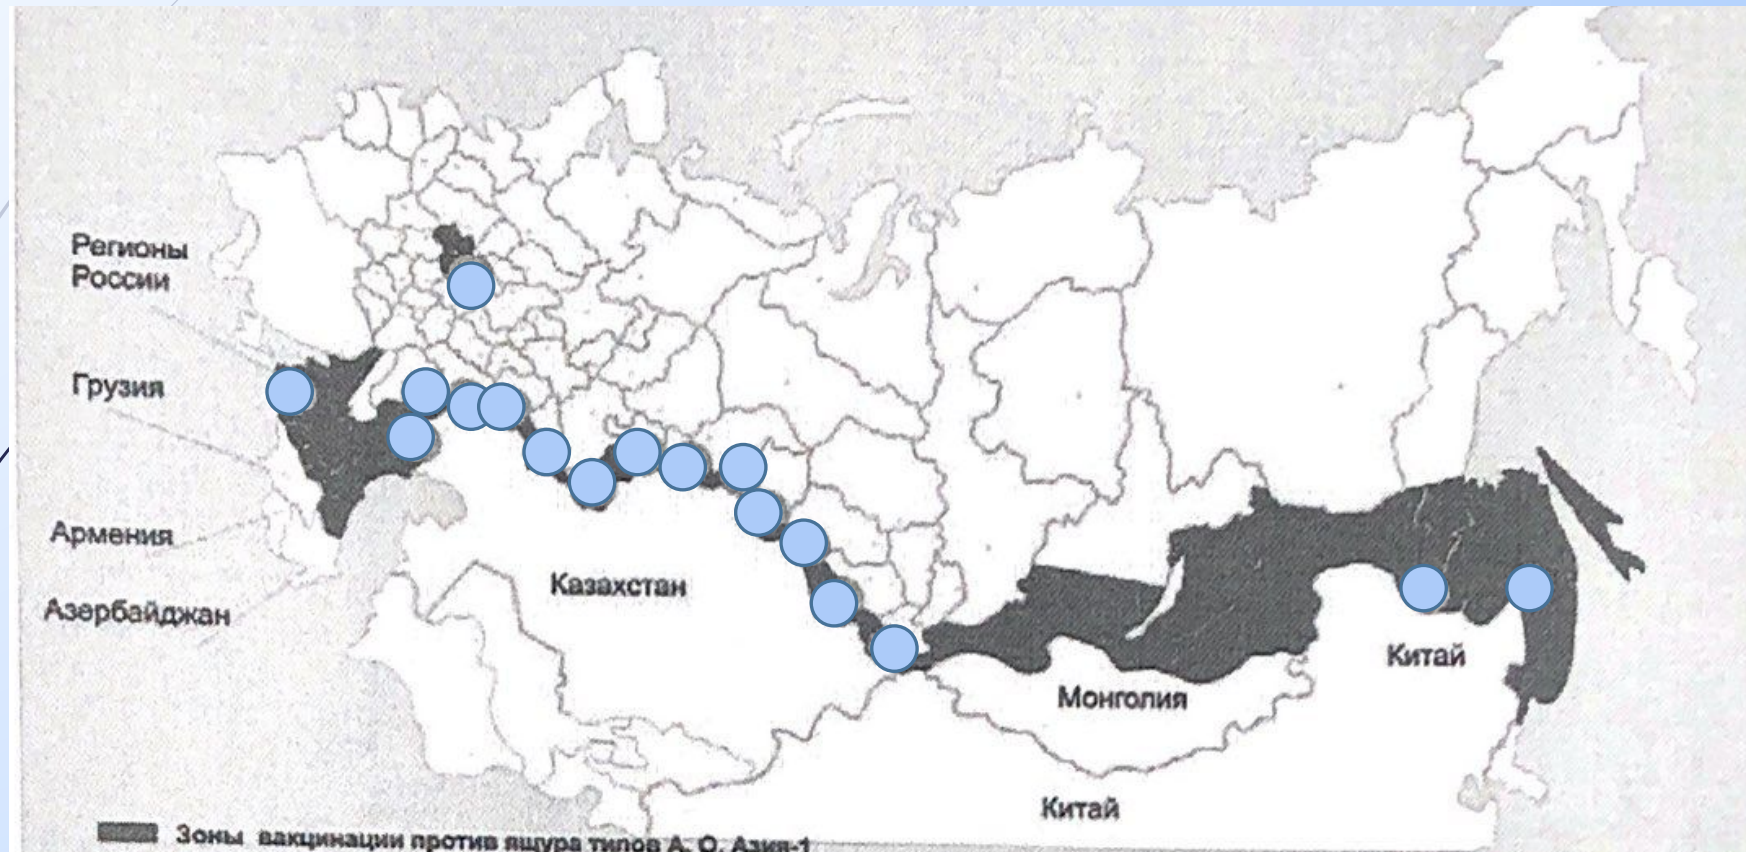 Регионы
России
Грузия
Армения
Азербайджан
Казахстан
Китай
Монголия
Китай
Зоны вакцинации против ящура типов А, О, Азия-1